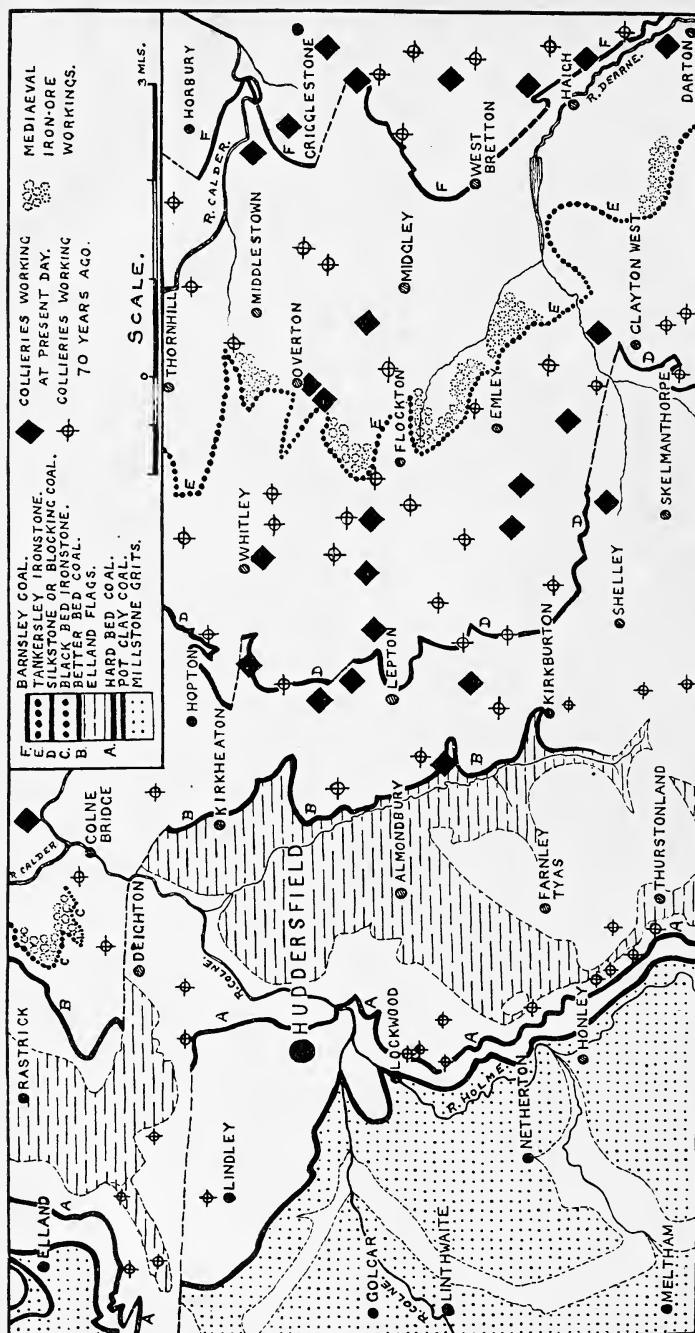 F. BARNSLEY COAL.
E. TANKERSLEY IRONSTONE.
D SILKSTONE OR BLOCKING COAL.
C. BLACK BED IRONSTONE.
B. BETTER BED COAL.
ELLAND FLAGS.
A. HARD BED COAL.
POT CLAY COAL.
MILLSTONE GRITS.
COLLIERIES WORKING
AT PRESENT DAY.
COLLIERIES WORKING
70 YEARS AGO.
MEDIAEVAL
IRON-ORE
WORKINGS.
SCALE.
0
3 MLS.
ELLAND
A
A
RASTRICK
B
C
C
R CALDER
COLNE
BRIDGE
DEIGHTON
LINDLEY
A
R.COLNE.
HUDDERSFIELD
KIRKHEATON
B
B
HOPTON
D
D
WHITLEY
E
THORNHILL
MIDDLESTOWN
OVERTON
R.CALDER.
HORBURY
F
F
CRIGGLESTONE
GOLCAR
R COLNE
LINTHWAITE
A
LOCKWOOD
A
ALMONDBURY
B
LEPTON
D
FLOCKTON
E
MIDGLEY
F
WEST
BRETTON
HAIGH
F
R. DEARNE.
DARTON
MELTHAM
NETHERTON
R. HOLME.
HONLEY
A
FARNLEY
TYAS
THURSTONLAND
KIRKBURTON
SHELLEY
D
EMLEY
E
E
SKELMANTHORPE
D
CLAYTON WEST